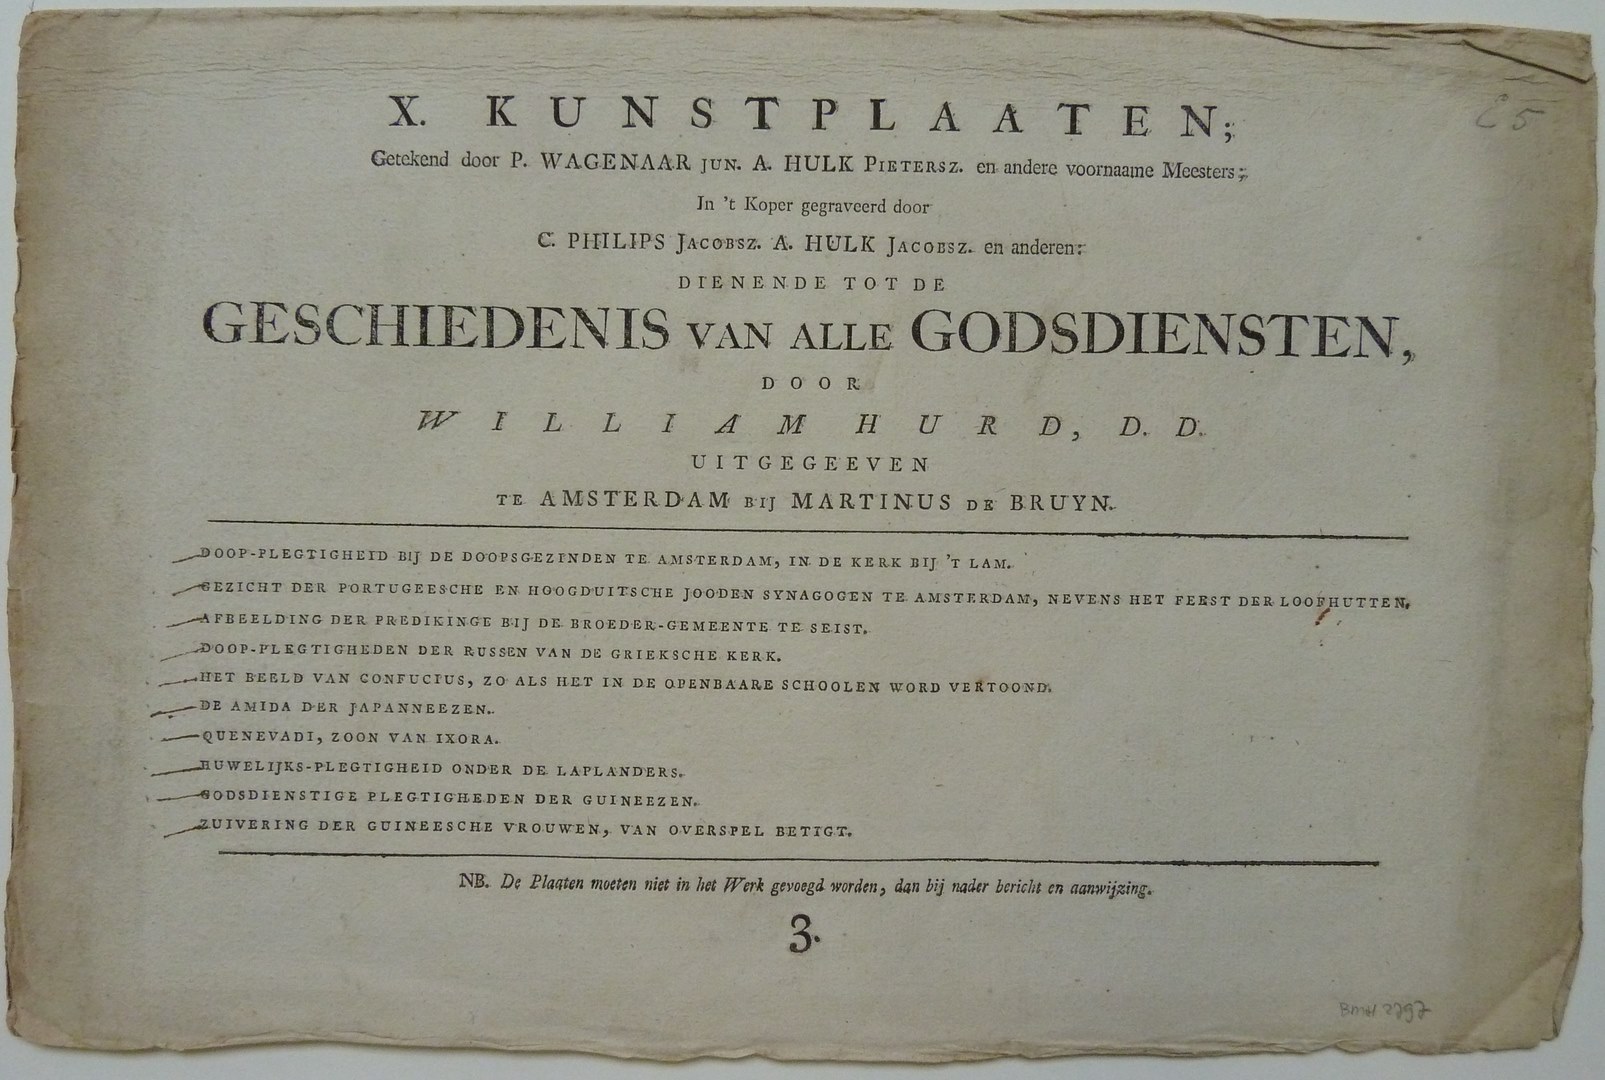 X. KUNSTPLAATEN;
C 5
Getekend door P. WAGENAAR JUN. A. HULK PIETERSZ. en andere voornaame Meesters;
In 't Koper gegraveerd door
C. PHILIPS JACOBSZ. A. HULK JACOBSZ. en anderen:
DIENENDE TOT DE
GESCHIEDENIS VAN ALLE GODSDIENSTEN,
DOOR
WILLIAM HURD, D. D.
UITGEGEEVEN
TE AMSTERDAM BIJ MARTINUS DE BRUYN.
DOOP-PLEGTIGHEID BIJ DE DOOPSGEZINDEN TE AMSTERDAM, IN DE KERK BIJ 'T LAM.
GEZICHT DER PORTUGEESCHE EN HOOGDUITSCHE JOODEN SYNAGOGEN TE AMSTERDAM, NEVENS HET FEEST DER LOOFHUTTEN.
AFBEELDING DER PREDIKINGE BIJ DE BROEDER-GEMEENTE TE SEIST.
DOOP-PLEGTIGHEDEN DER RUSSEN VAN DE GRIEKSCHE KERK.
HET BEELD VAN CONFUCIUS, ZO ALS HET IN DE OPENBAARE SCHOOLEN WORD VERTOOND.
DE AMIDA DER JAPANNEEZEN.
QUENEVADI, ZOON VAN IXORA.
HUWELIJKS-PLEGTIGHEID ONDER DE LAPLANDERS.
GODSDIENSTIGE PLEGTIGHEDEN DER GUINEEZEN.
ZUIVERING DER GUINEESCHE VROUWEN, VAN OVERSPEL BETIGT.
NB. De Plaaten moeten niet in het Werk gevoegd worden, dan bij nader bericht en aanwijzing.
3.
BMH 2797